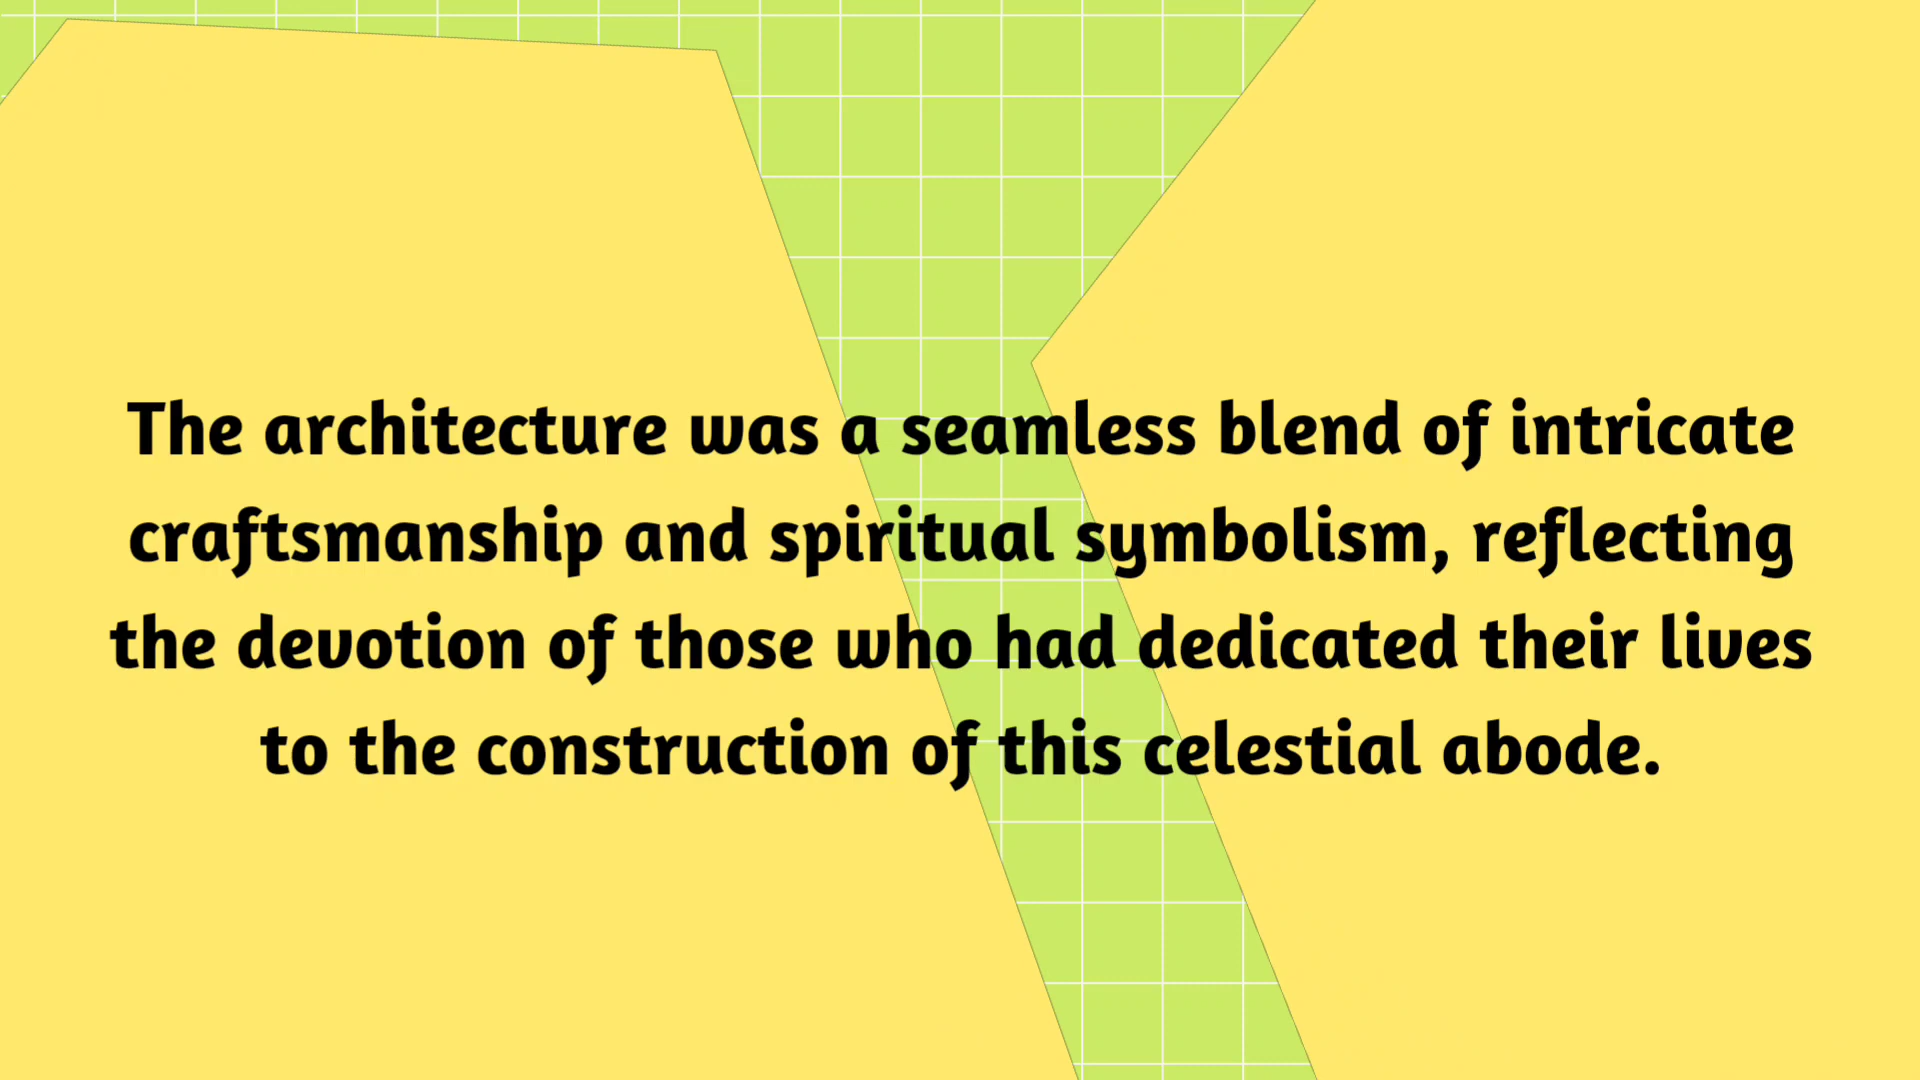 The architecture was a seamless blend of intricate
craftsmanship and spiritual symbolism, reflecting
the devotion of those who had dedicated their lives
to the construction of this celestial abode.